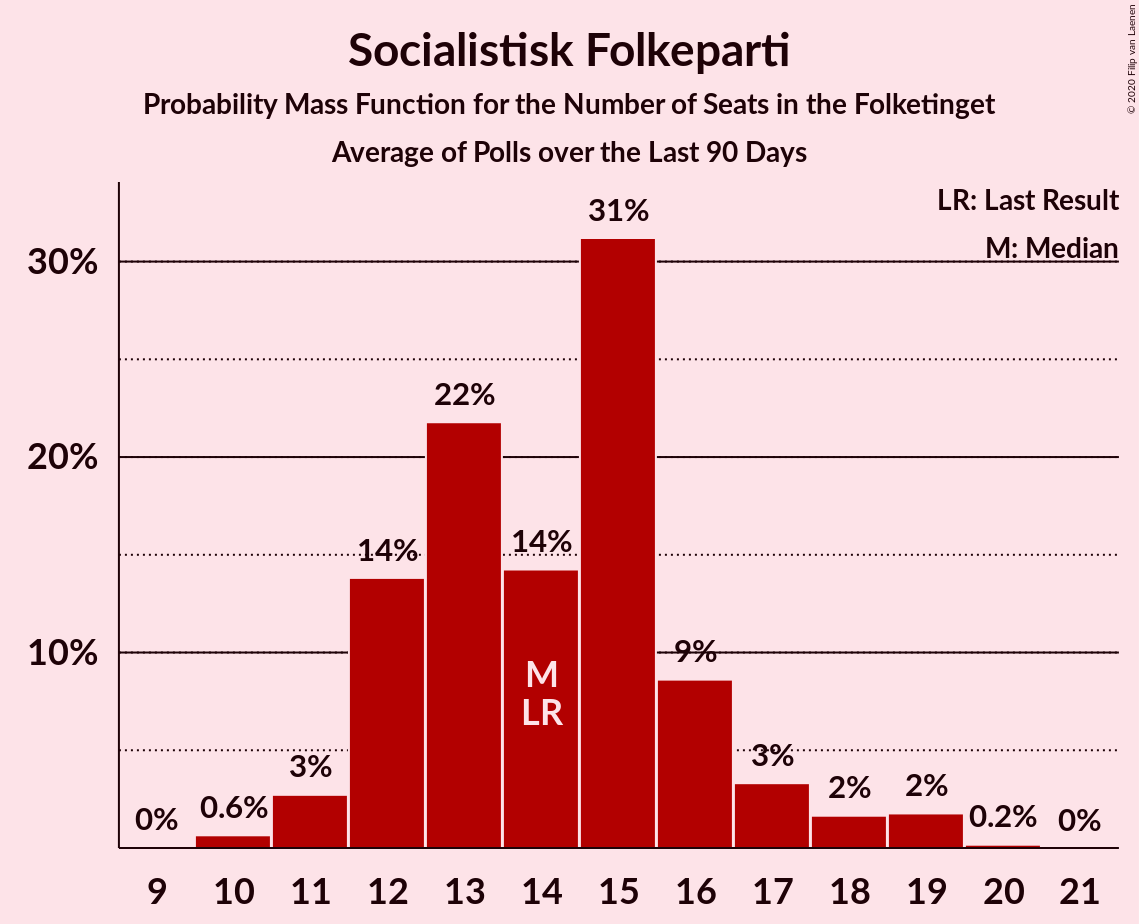 Socialistisk Folkeparti
Probability Mass Function for the Number of Seats in the Folketinget
Average of Polls over the Last 90 Days
© 2020 Filip van Laenen
LR: Last Result
M: Median
30%
20%
10%
0%
0.6%
3%
14%
22%
14%
31%
9%
3%
2%
2%
0.2%
0%
M
LR
9 10 11 12 13 14 15 16 17 18 19 20 21